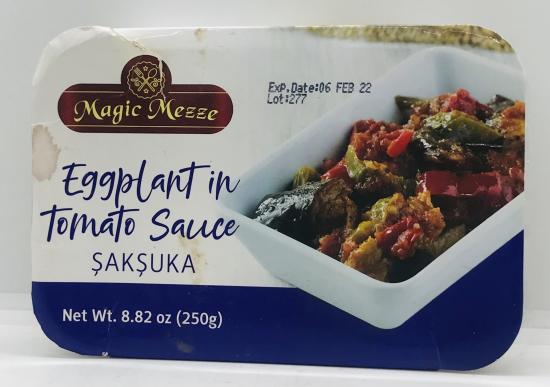 Magic Mezze
Exp.Date:06 FEB 22
Lot:277
Eggplant in
Tomato Sauce
ŞAKŞUKA
Net Wt. 8.82 oz (250g)